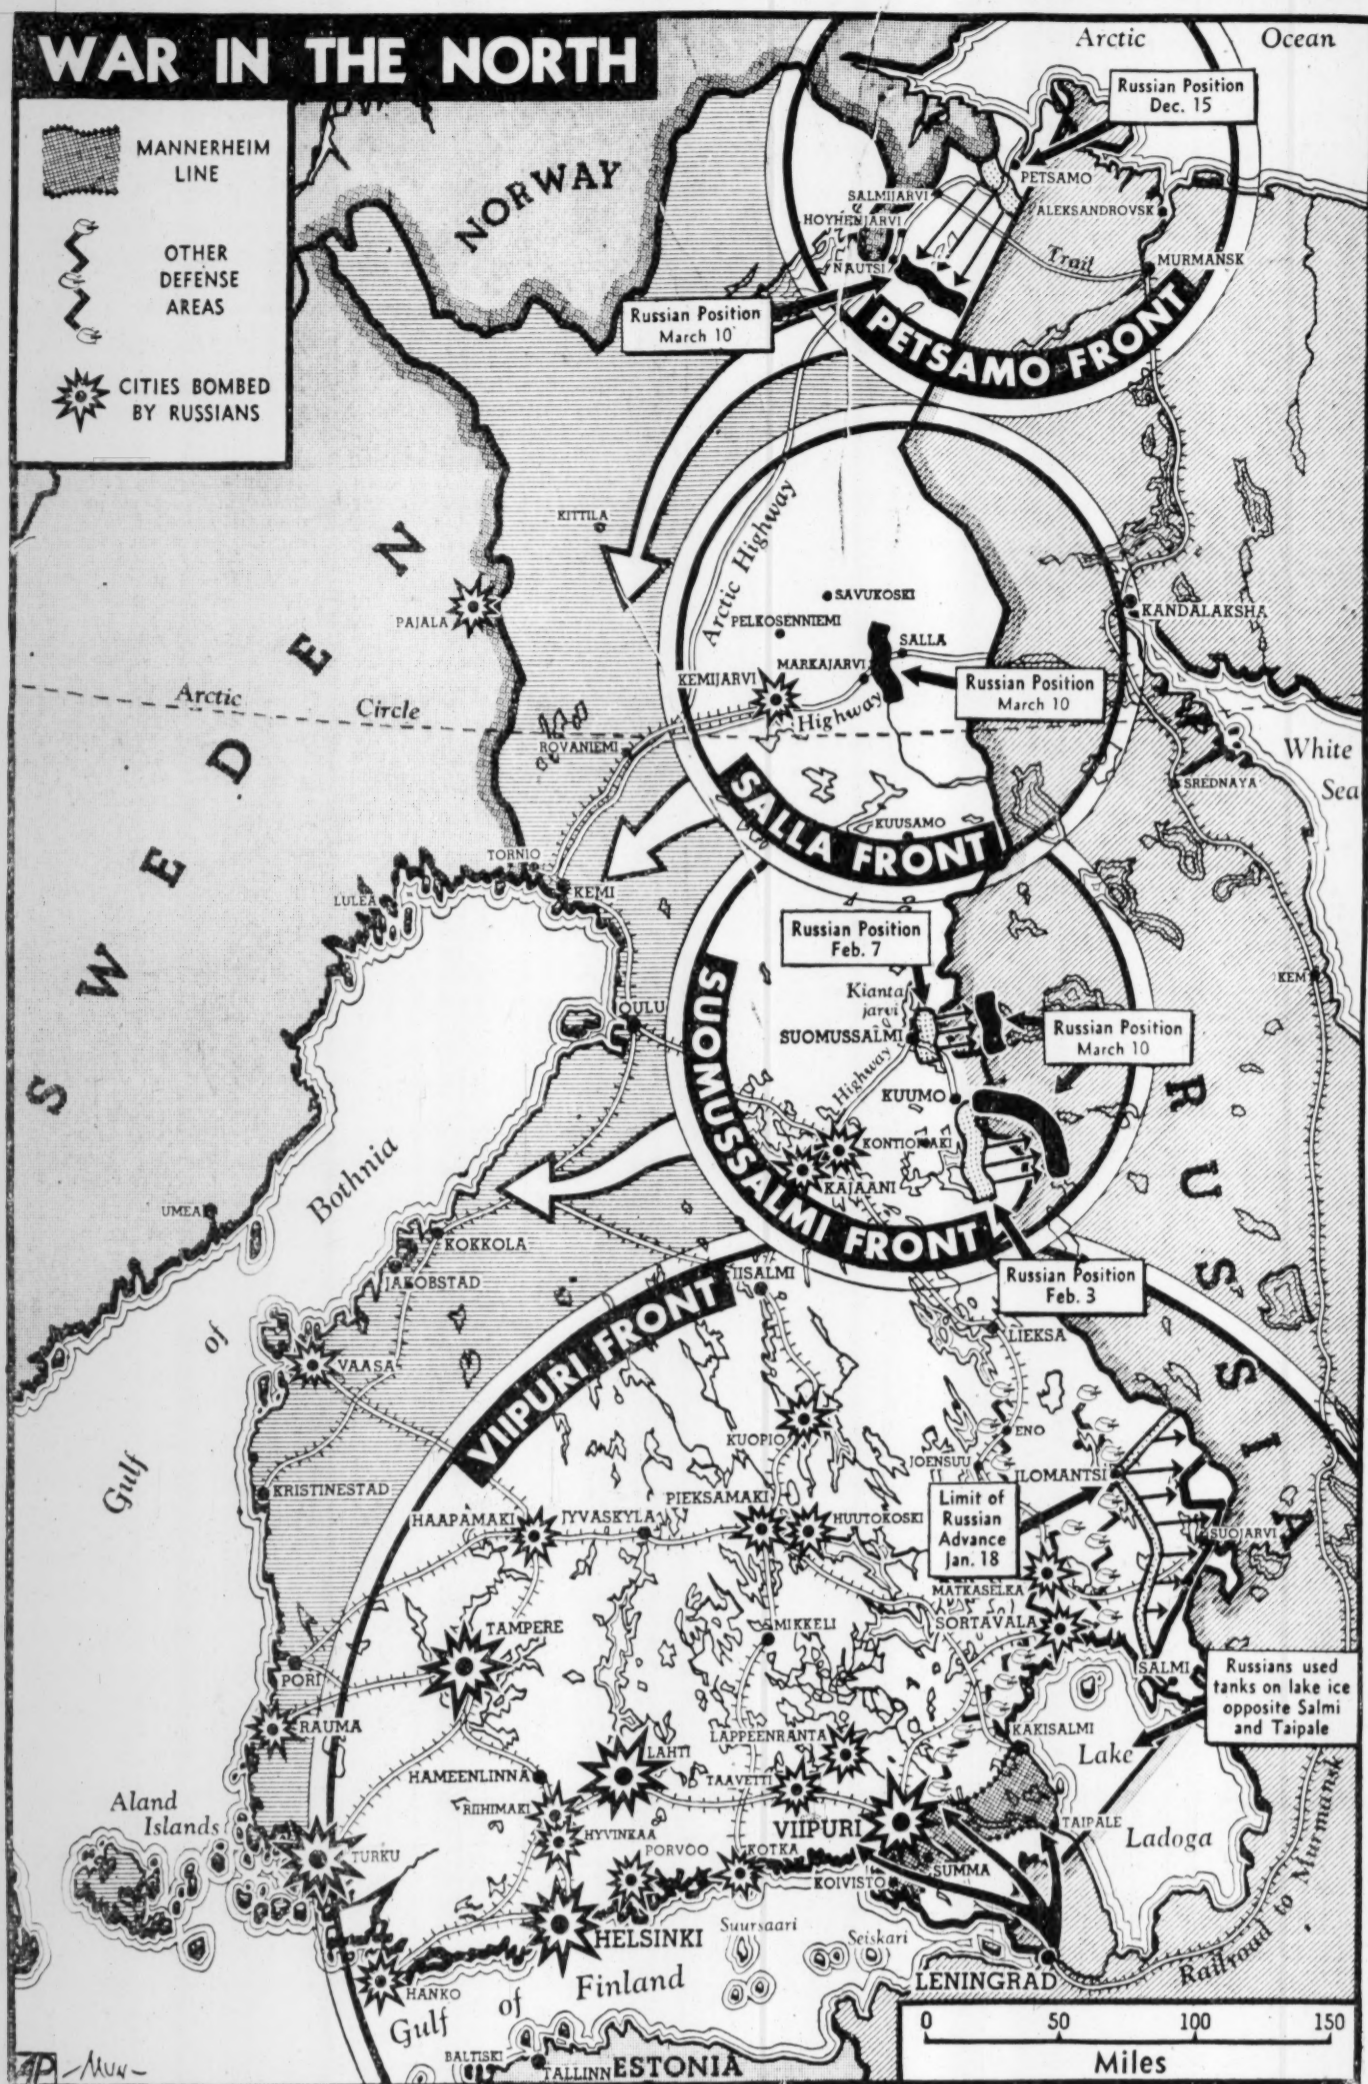 WAR IN THE NORTH
MANNERHEIM
LINE
OTHER
DEFENSE
AREAS
CITIES BOMBED
BY RUSSIANS
Arctic Ocean
Russian Position
Dec. 15
NORWAY
PETSAMO
SALMIJARVI
ALEKSANDROVSK
HOYHENJARVI
Trail
MURMANSK
NAUTSI
Russian Position
March 10
PETSAMO FRONT
SWEDEN
KITTILA
Arctic Highway
PAJALA
SAVUKOSKI
PELKOSENNIEMI
KANDALAKSHA
SALLA
MARKAJARVI
KEMIJARVI
Russian Position
March 10
Highway
Arctic Circle
ROVANIEMI
White
Sea
SREDNAYA
SALLA FRONT
KUUSAMO
TORNIO
KEMI
LULEA
Russian Position
Feb. 7
KEM
Kianta
jarvi
OULU
SUOMUSSALMI
Russian Position
March 10
Highway
KUUMO
KONTIOMAKI
KAJAANI
SUOMUSSALMI FRONT
RUSSIA
UMEA
Gulf of Bothnia
KOKKOLA
JAKOBSTAD
IISALMI
Russian Position
Feb. 3
VIIPURI FRONT
LIEKSA
VAASA
KUOPIO
ENO
JOENSUU
ILOMANTSI
KRISTINESTAD
PIEKSAMAKI
HAAPAMAKI
JYVASKYLA
HUUTOKOSKI
Limit of
Russian
Advance
Jan. 18
SUOJARVI
MATKASELKA
TAMPERE
MIKKELI
SORTAVALA
PORI
SALMI
Russians used
tanks on lake ice
opposite Salmi
and Taipale
RAUMA
KAKISALMI
LAPPEENRANTA
Lake
Ladoga
LAHTI
HAMEENLINNA
TAAVETTI
Aland
Islands
RIIHIMAKI
VIIPURI
TAIPALE
HYVINKAA
TURKU
PORVOO
KOTKA
SUMMA
KOIVISTO
Railroad to Murmansk
HELSINKI
Suursaari
Seiskari
LENINGRAD
HANKO
Gulf of Finland
0 50 100 150
Miles
BALTISKI
TALLINN
ESTONIA
AP -MUN-